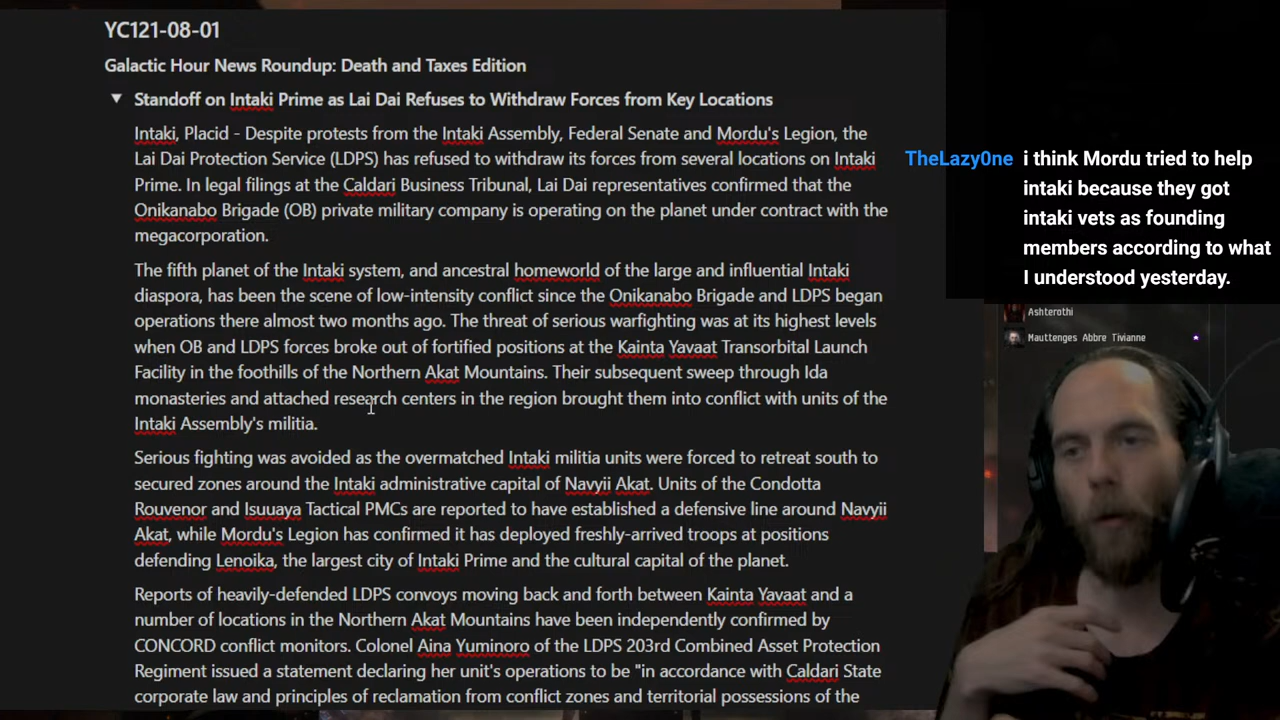 YC121-08-01
Galactic Hour News Roundup: Death and Taxes Edition
Standoff on Intaki Prime as Lai Dai Refuses to Withdraw Forces from Key Locations
Intaki, Placid - Despite protests from the Intaki Assembly, Federal Senate and Mordu's Legion, the
Lai Dai Protection Service (LDPS) has refused to withdraw its forces from several locations on Intaki
Prime. In legal filings at the Caldari Business Tribunal, Lai Dai representatives confirmed that the
Onikanabo Brigade (OB) private military company is operating on the planet under contract with the
megacorporation.
The fifth planet of the Intaki system, and ancestral homeworld of the large and influential Intaki
diaspora, has been the scene of low-intensity conflict since the Onikanabo Brigade and LDPS began
operations there almost two months ago. The threat of serious warfighting was at its highest levels
when OB and LDPS forces broke out of fortified positions at the Kainta Yavaat Transorbital Launch
Facility in the foothills of the Northern Akat Mountains. Their subsequent sweep through Ida
monasteries and attached research centers in the region brought them into conflict with units of the
Intaki Assembly's militia.
Serious fighting was avoided as the overmatched Intaki militia units were forced to retreat south to
secured zones around the Intaki administrative capital of Navyii Akat. Units of the Condotta
Rouvenor and Isuuaya Tactical PMCs are reported to have established a defensive line around Navyii
Akat, while Mordu's Legion has confirmed it has deployed freshly-arrived troops at positions
defending Lenoika, the largest city of Intaki Prime and the cultural capital of the planet.
Reports of heavily-defended LDPS convoys moving back and forth between Kainta Yavaat and a
number of locations in the Northern Akat Mountains have been independently confirmed by
CONCORD conflict monitors. Colonel Aina Yuminoro of the LDPS 203rd Combined Asset Protection
Regiment issued a statement declaring her unit's operations to be "in accordance with Caldari State
corporate law and principles of reclamation from conflict zones and territorial possessions of the
TheLazy0ne i think Mordu tried to help
intaki because they got
intaki vets as founding
members according to what
I understood yesterday.
Ashterothi
Mauttenges Abbre Tivianne